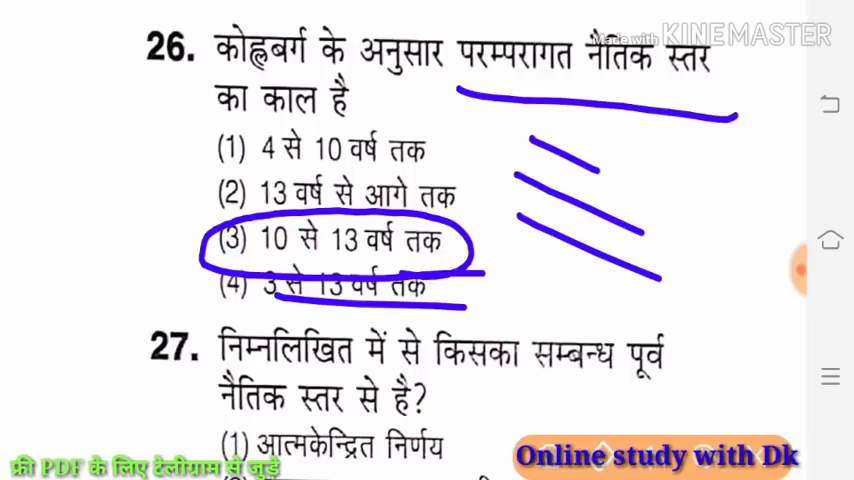 Made with KINEMASTER
26. कोह्लबर्ग के अनुसार परम्परागत नैतिक स्तर
का काल है
(1) 4 से 10 वर्ष तक
(2) 13 वर्ष से आगे तक
(3) 10 से 13 वर्ष तक
(4) 3 से 13 वर्ष तक
27. निम्नलिखित में से किसका सम्बन्ध पूर्व
नैतिक स्तर से है?
(1) आत्मकेन्द्रित निर्णय
Online study with Dk
फ्री PDF के लिए टेलीग्राम से जुड़े